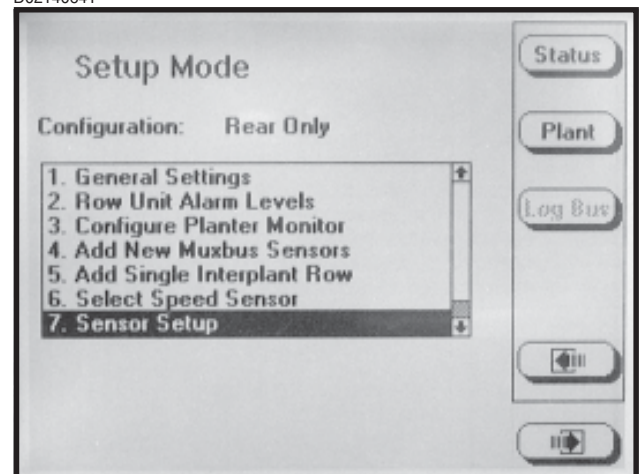 Setup Mode
Status
Configuration: Rear Only
Plant
1. General Settings
2. Row Unit Alarm Levels
3. Configure Planter Monitor
4. Add New Muxbus Sensors
5. Add Single Interplant Row
6. Select Speed Sensor
7. Sensor Setup
Log Bus